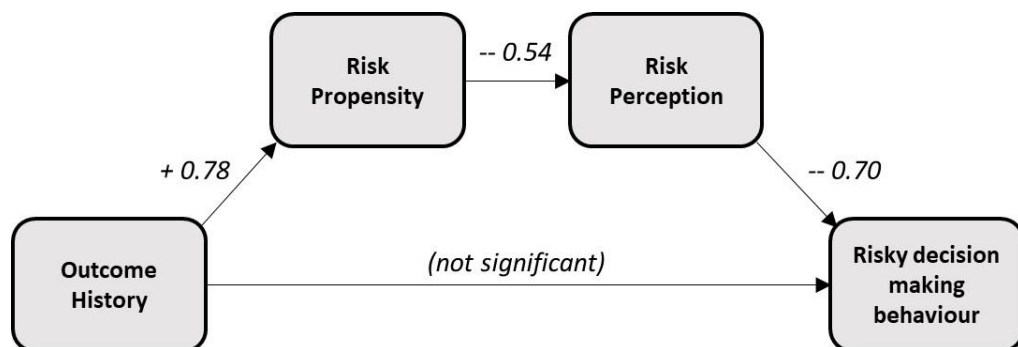 Risk
Propensity
-- 0.54
Risk
Perception
+ 0.78
-- 0.70
Outcome
History
(not significant)
Risky decision
making
behaviour